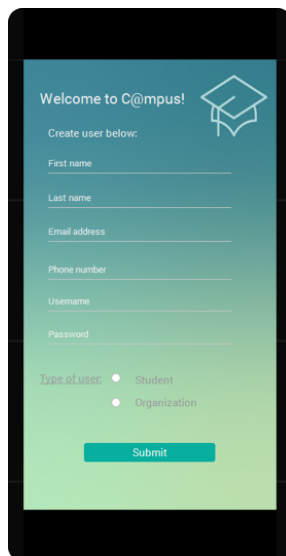 Welcome to C@mpus!
Create user below:
First name
Last name
Email address
Phone number
Username
Password
Type of user: Student
Organization
Submit